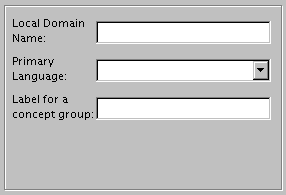 Local Domain
Name:
Primary
Language:
Label for a
concept group: